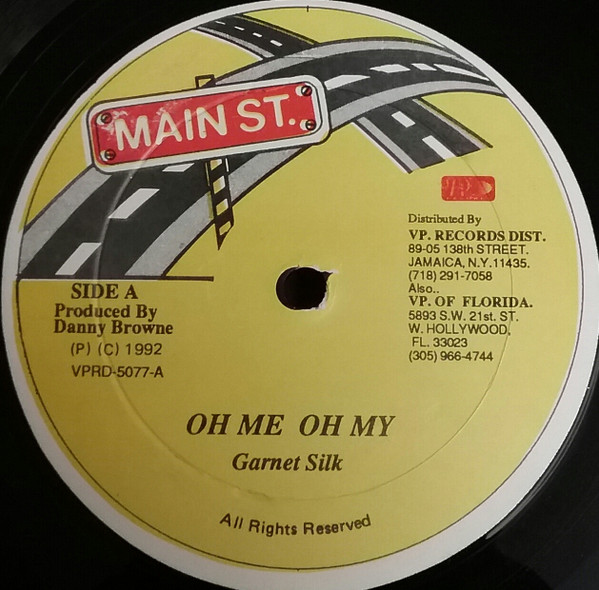 MAIN ST.
Distributed By
VP. RECORDS DIST.
89-05 138th STREET.
JAMAICA, N.Y.11435.
(718) 291-7058
Also..
VP. OF FLORIDA.
5893 S.W. 21st. ST.
W. HOLLYWOOD,
FL. 33023
(305) 966-4744
SIDE A
Produced By
Danny Browne
(P) (C) 1992
VPRD-5077-A
OH ME OH MY
Garnet Silk
All Rights Reserved